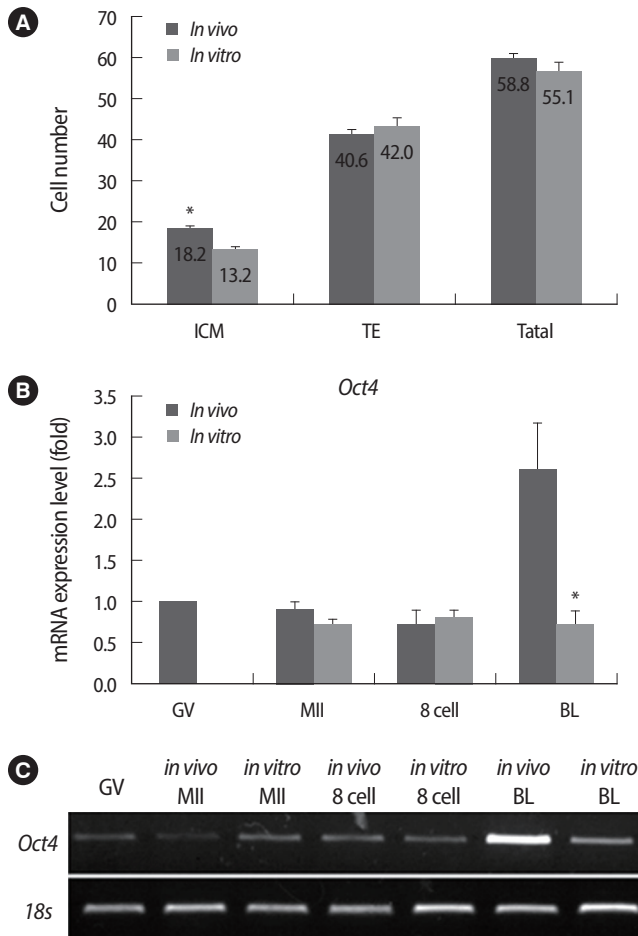 A
70
60
50
40
30
20
10
0
Cell number
In vivo
In vitro
*
18.2
13.2
40.6
42.0
58.8
55.1
ICM TE Tatal
B
Oct4
3.5
3.0
2.5
2.0
1.5
1.0
0.5
0.0
mRNA expression level (fold)
In vivo
In vitro
*
GV MII 8 cell BL
C
GV in vivo MII in vitro MII in vivo 8 cell in vitro 8 cell in vivo BL in vitro BL
Oct4
18s